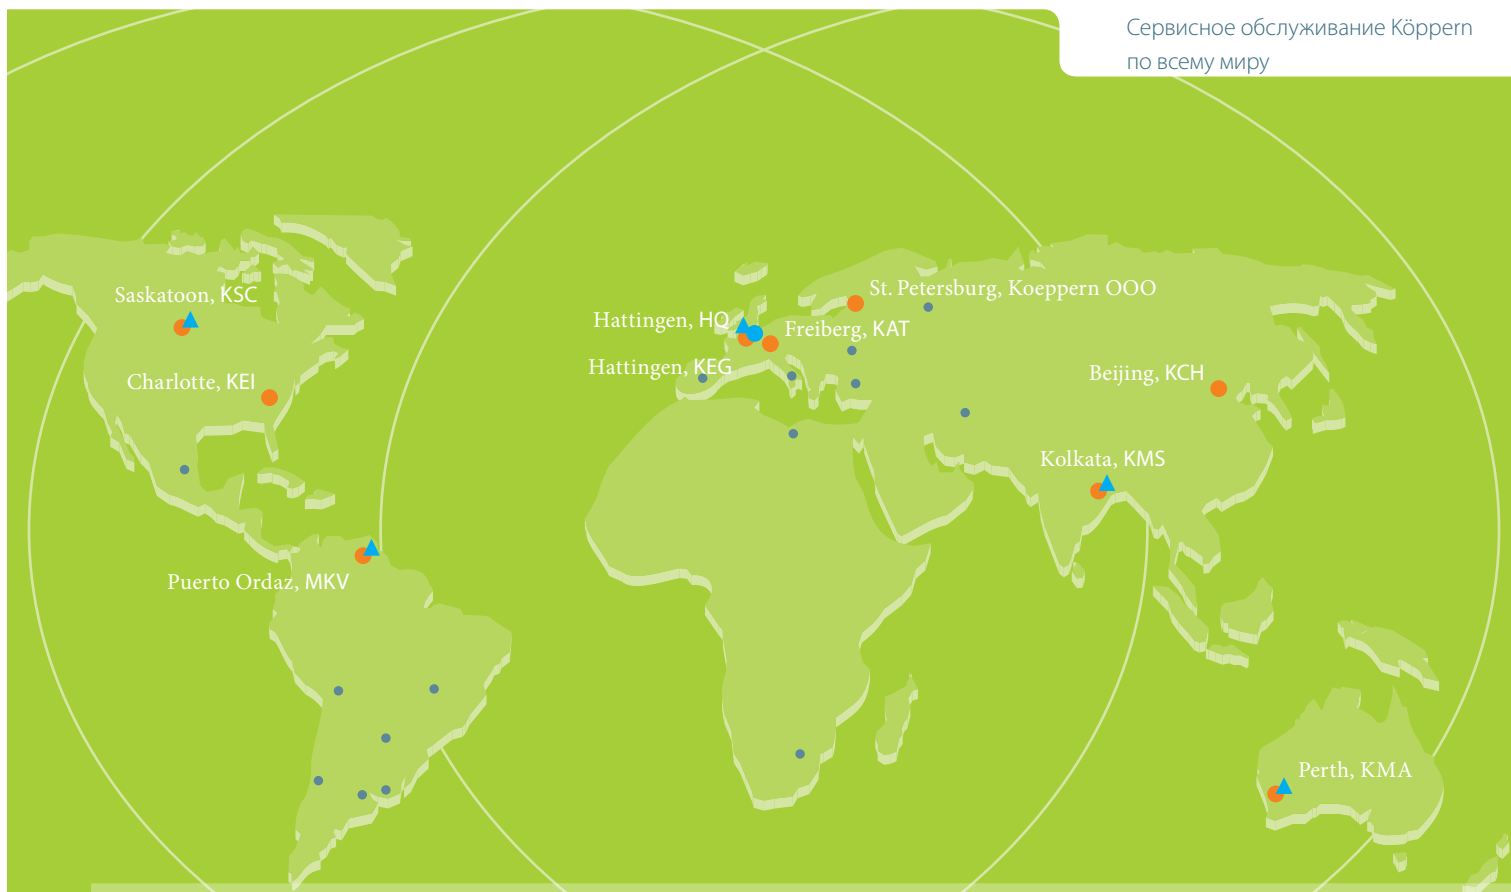 Сервисное обслуживание Köppern
по всему миру
Saskatoon, KSC
St. Petersburg, Koeppern OOO
Hattingen, HQ
Freiberg, KAT
Hattingen, KEG
Charlotte, KEI
Beijing, KCH
Kolkata, KMS
Puerto Ordaz, MKV
Perth, KMA